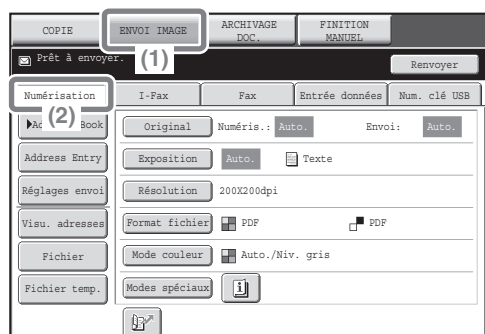 COPIE ENVOI IMAGE ARCHIVAGE DOC. FINITION MANUEL
Prêt à envoyer. (1) Renvoyer
Numérisation I-Fax Fax Entrée données Num. clé USB
(2)
Original Numéris.: Auto. Envoi: Auto.
Address Entry Exposition Auto. Texte
Réglages envoi Résolution 200X200dpi
Visu. adresses Format fichier PDF PDF
Fichier Mode couleur Auto./Niv. gris
Fichier temp. Modes spéciaux